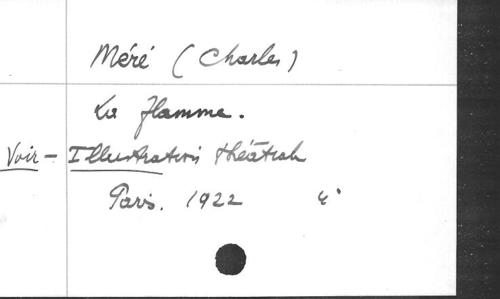 Méré (Charles)
La Flamme.
Voir - Illustration théâtrale
Paris. 1922 4°